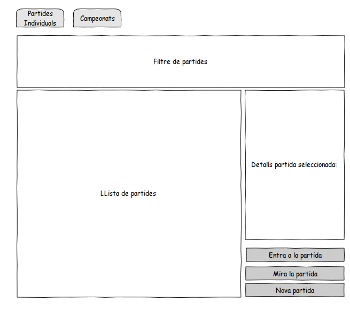 Partides
Individuals
Campeonats
Filtre de partides
LLista de partides
Detalls partida seleccionada:
Entra a la partida
Mira la partida
Nova partida